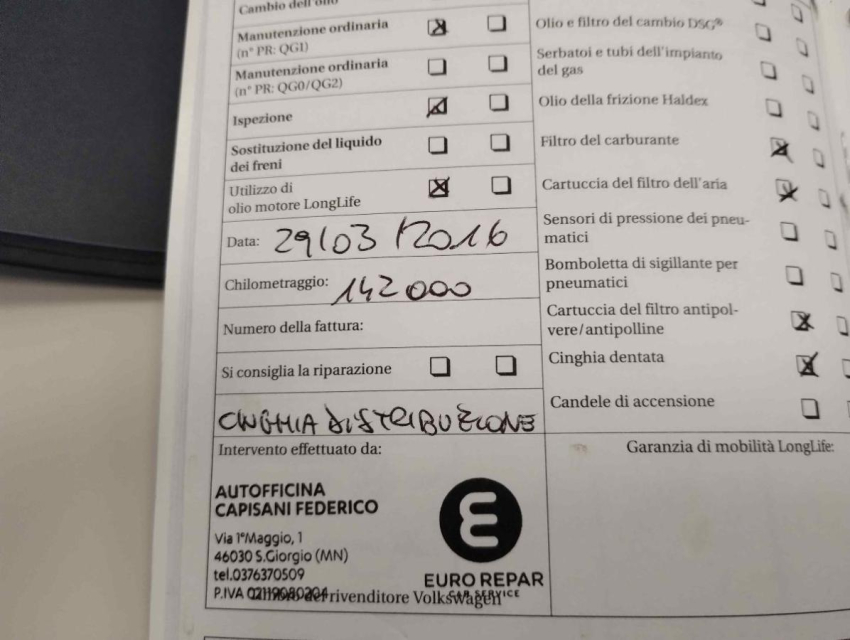 Cambio dell'olio
Manutenzione ordinaria
(n° PR: QG1)
Manutenzione ordinaria
(n° PR: QG0/QG2)
Ispezione
Sostituzione del liquido
dei freni
Utilizzo di
olio motore LongLife
Data: 29/03/2016
Chilometraggio: 142000
Numero della fattura:
Si consiglia la riparazione
CINGHIA DISTRIBUZIONE
Intervento effettuato da:
AUTOFFICINA
CAPISANI FEDERICO
Via 1°Maggio, 1
46030 S.Giorgio (MN)
tel.0376370509
P.IVA
rivenditore Volkswagen
EURO REPAR
CAR SERVICE
Olio e filtro del cambio DSG®
Serbatoi e tubi dell'impianto
del gas
Olio della frizione Haldex
Filtro del carburante
Cartuccia del filtro dell'aria
Sensori di pressione dei pneu-
matici
Bomboletta di sigillante per
pneumatici
Cartuccia del filtro antipol-
vere/antipolline
Cinghia dentata
Candele di accensione
Garanzia di mobilità LongLife: